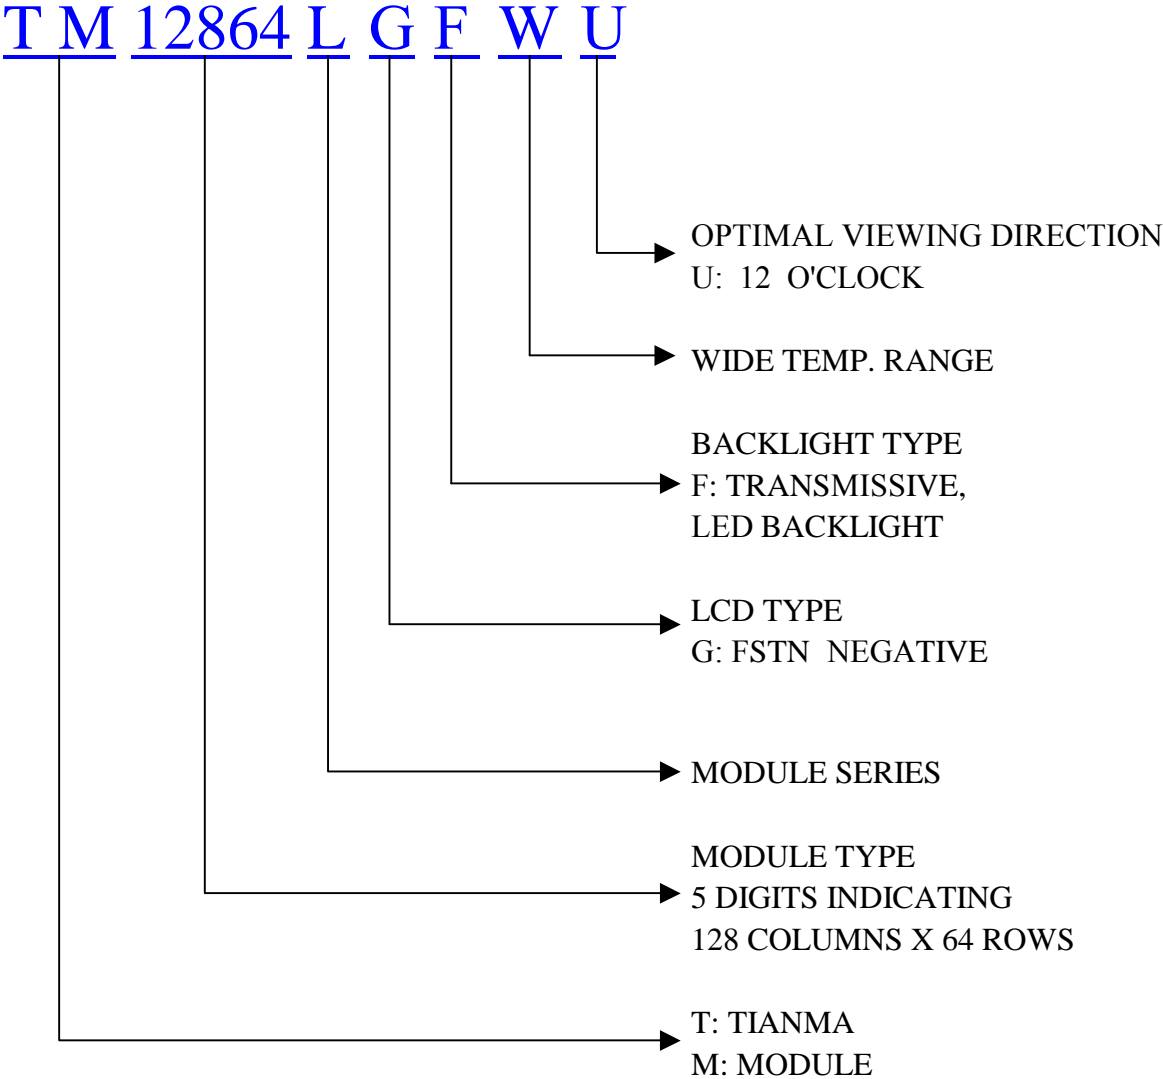 T M 12864 L G F W U
OPTIMAL VIEWING DIRECTION
U: 12 O'CLOCK
WIDE TEMP. RANGE
BACKLIGHT TYPE
F: TRANSMISSIVE,
LED BACKLIGHT
LCD TYPE
G: FSTN NEGATIVE
MODULE SERIES
MODULE TYPE
5 DIGITS INDICATING
128 COLUMNS X 64 ROWS
T: TIANMA
M: MODULE